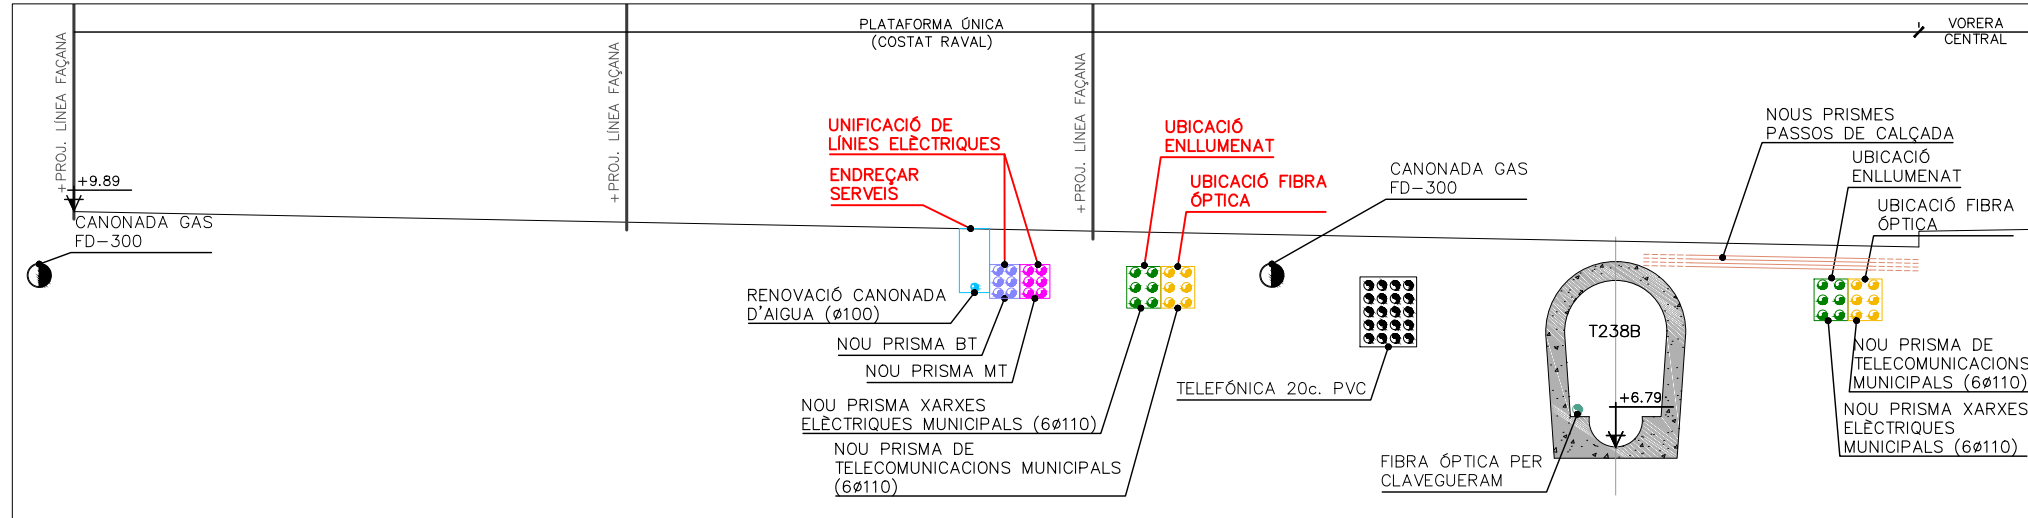 PLATAFORMA ÚNICA
(COSTAT RAVAL)
VORERA
CENTRAL
+PROJ. LÍNEA FAÇANA
+PROJ. LÍNEA FAÇANA
+PROJ. LÍNEA FAÇANA
+9.89
CANONADA GAS
FD-300
UNIFICACIÓ DE
LÍNIES ELÈCTRIQUES
ENDREÇAR
SERVEIS
UBICACIÓ
ENLLUMENAT
UBICACIÓ FIBRA
ÓPTICA
CANONADA GAS
FD-300
NOUS PRISMES
PASSOS DE CALÇADA
UBICACIÓ
ENLLUMENAT
UBICACIÓ FIBRA
ÓPTICA
RENOVACIÓ CANONADA
D'AIGUA (ø100)
NOU PRISMA BT
NOU PRISMA MT
NOU PRISMA XARXES
ELÈCTRIQUES MUNICIPALS (6ø110)
NOU PRISMA DE
TELECOMUNICACIONS MUNICIPALS
(6ø110)
TELEFÓNICA 20c. PVC
T238B
+6.79
FIBRA ÓPTICA PER
CLAVEGUERAM
NOU PRISMA DE
TELECOMUNICACIONS
MUNICIPALS (6ø110)
NOU PRISMA XARXES
ELÈCTRIQUES
MUNICIPALS (6ø110)